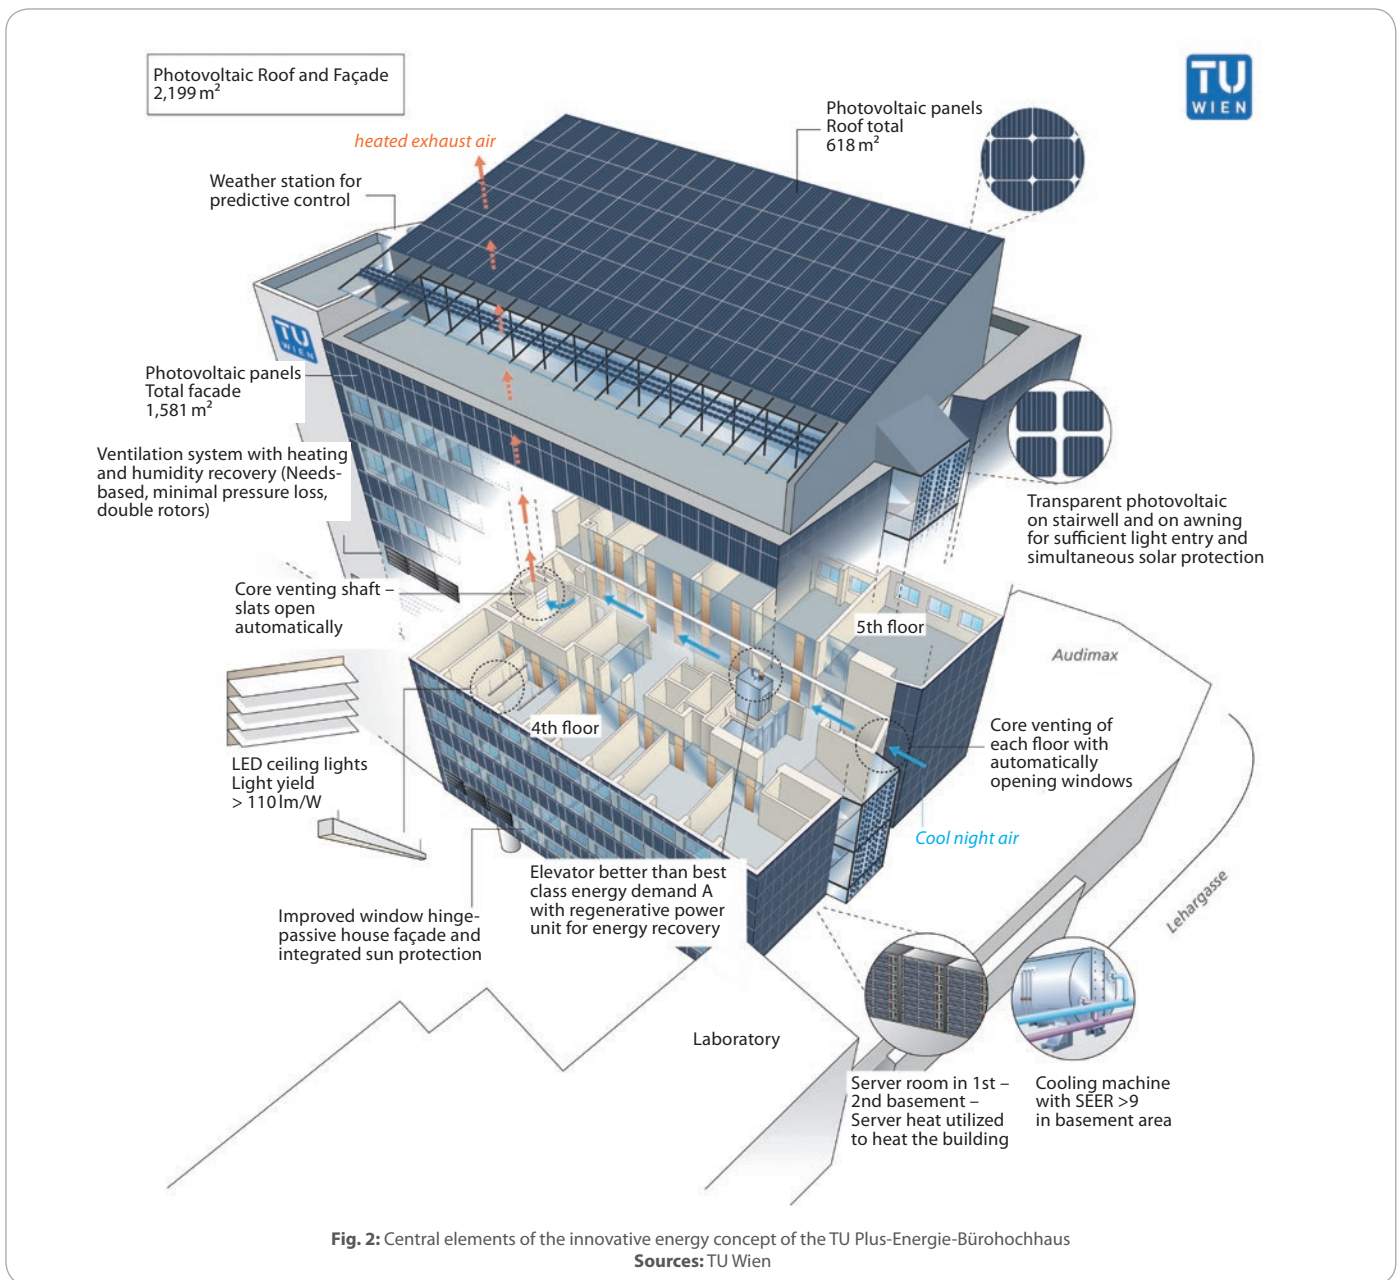 Photovoltaic Roof and Façade
2,199 m²
TU
WIEN
heated exhaust air
Photovoltaic panels
Roof total
618 m²
Weather station for
predictive control
TU
WIEN
Photovoltaic panels
Total facade
1,581 m²
Ventilation system with heating
and humidity recovery (Needs-
based, minimal pressure loss,
double rotors)
Transparent photovoltaic
on stairwell and on awning
for sufficient light entry and
simultaneous solar protection
Core venting shaft –
slats open
automatically
5th floor
Audimax
4th floor
Core venting of
each floor with
automatically
opening windows
LED ceiling lights
Light yield
> 110 lm/W
Cool night air
Lehargasse
Elevator better than best
class energy demand A
with regenerative power
unit for energy recovery
Improved window hinge-
passive house façade and
integrated sun protection
Laboratory
Server room in 1st –
2nd basement –
Server heat utilized
to heat the building
Cooling machine
with SEER >9
in basement area
Fig. 2: Central elements of the innovative energy concept of the TU Plus-Energie-Bürohochhaus
Sources: TU Wien